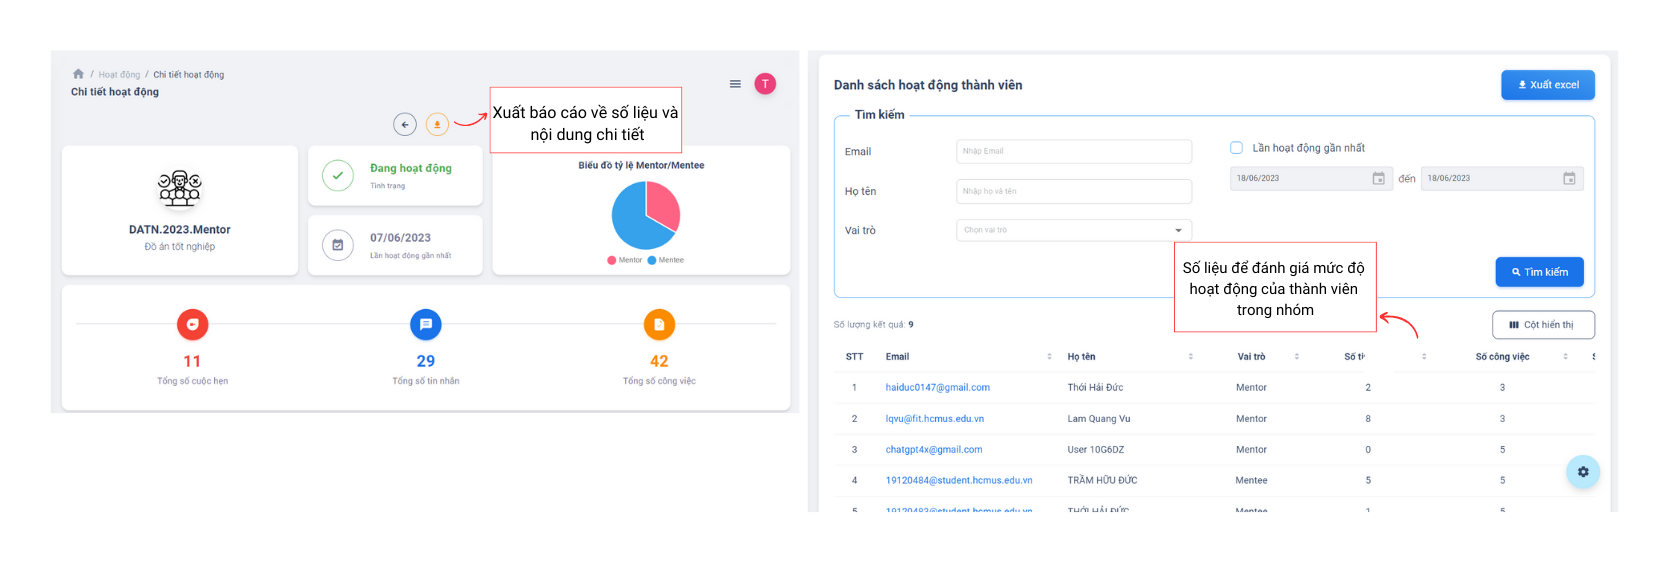 / Hoạt động / Chi tiết hoạt động
Chi tiết hoạt động
T
Xuất báo cáo về số liệu và
nội dung chi tiết
DATN.2023.Mentor
Đồ án tốt nghiệp
Đang hoạt động
Tình trạng
07/06/2023
Lần hoạt động gần nhất
Biểu đồ tỷ lệ Mentor/Mentee
Mentor Mentee
11
Tổng số cuộc hẹn
29
Tổng số tin nhắn
42
Tổng số công việc
Danh sách hoạt động thành viên
Xuất excel
Tìm kiếm
Email
Nhập Email
Họ tên
Nhập họ và tên
Vai trò
Chọn vai trò
Lần hoạt động gần nhất
18/06/2023 đến 18/06/2023
Tìm kiếm
Số liệu để đánh giá mức độ
hoạt động của thành viên
trong nhóm
Số lượng kết quả: 9
Cột hiển thị
STT Email Họ tên Vai trò Số Số công việc
1 haiduc0147@gmail.com Thới Hải Đức Mentor 2 3
2 lqvu@fit.hcmus.edu.vn Lam Quang Vu Mentor 8 3
3 chatgpt4x@gmail.com User 10G6DZ Mentor 0 5
4 19120484@student.hcmus.edu.vn TRẦM HỮU ĐỨC Mentee 5 5
5 19120483@student.hcmus.edu.vn THỚI HẢI ĐỨC Mentee 1 5